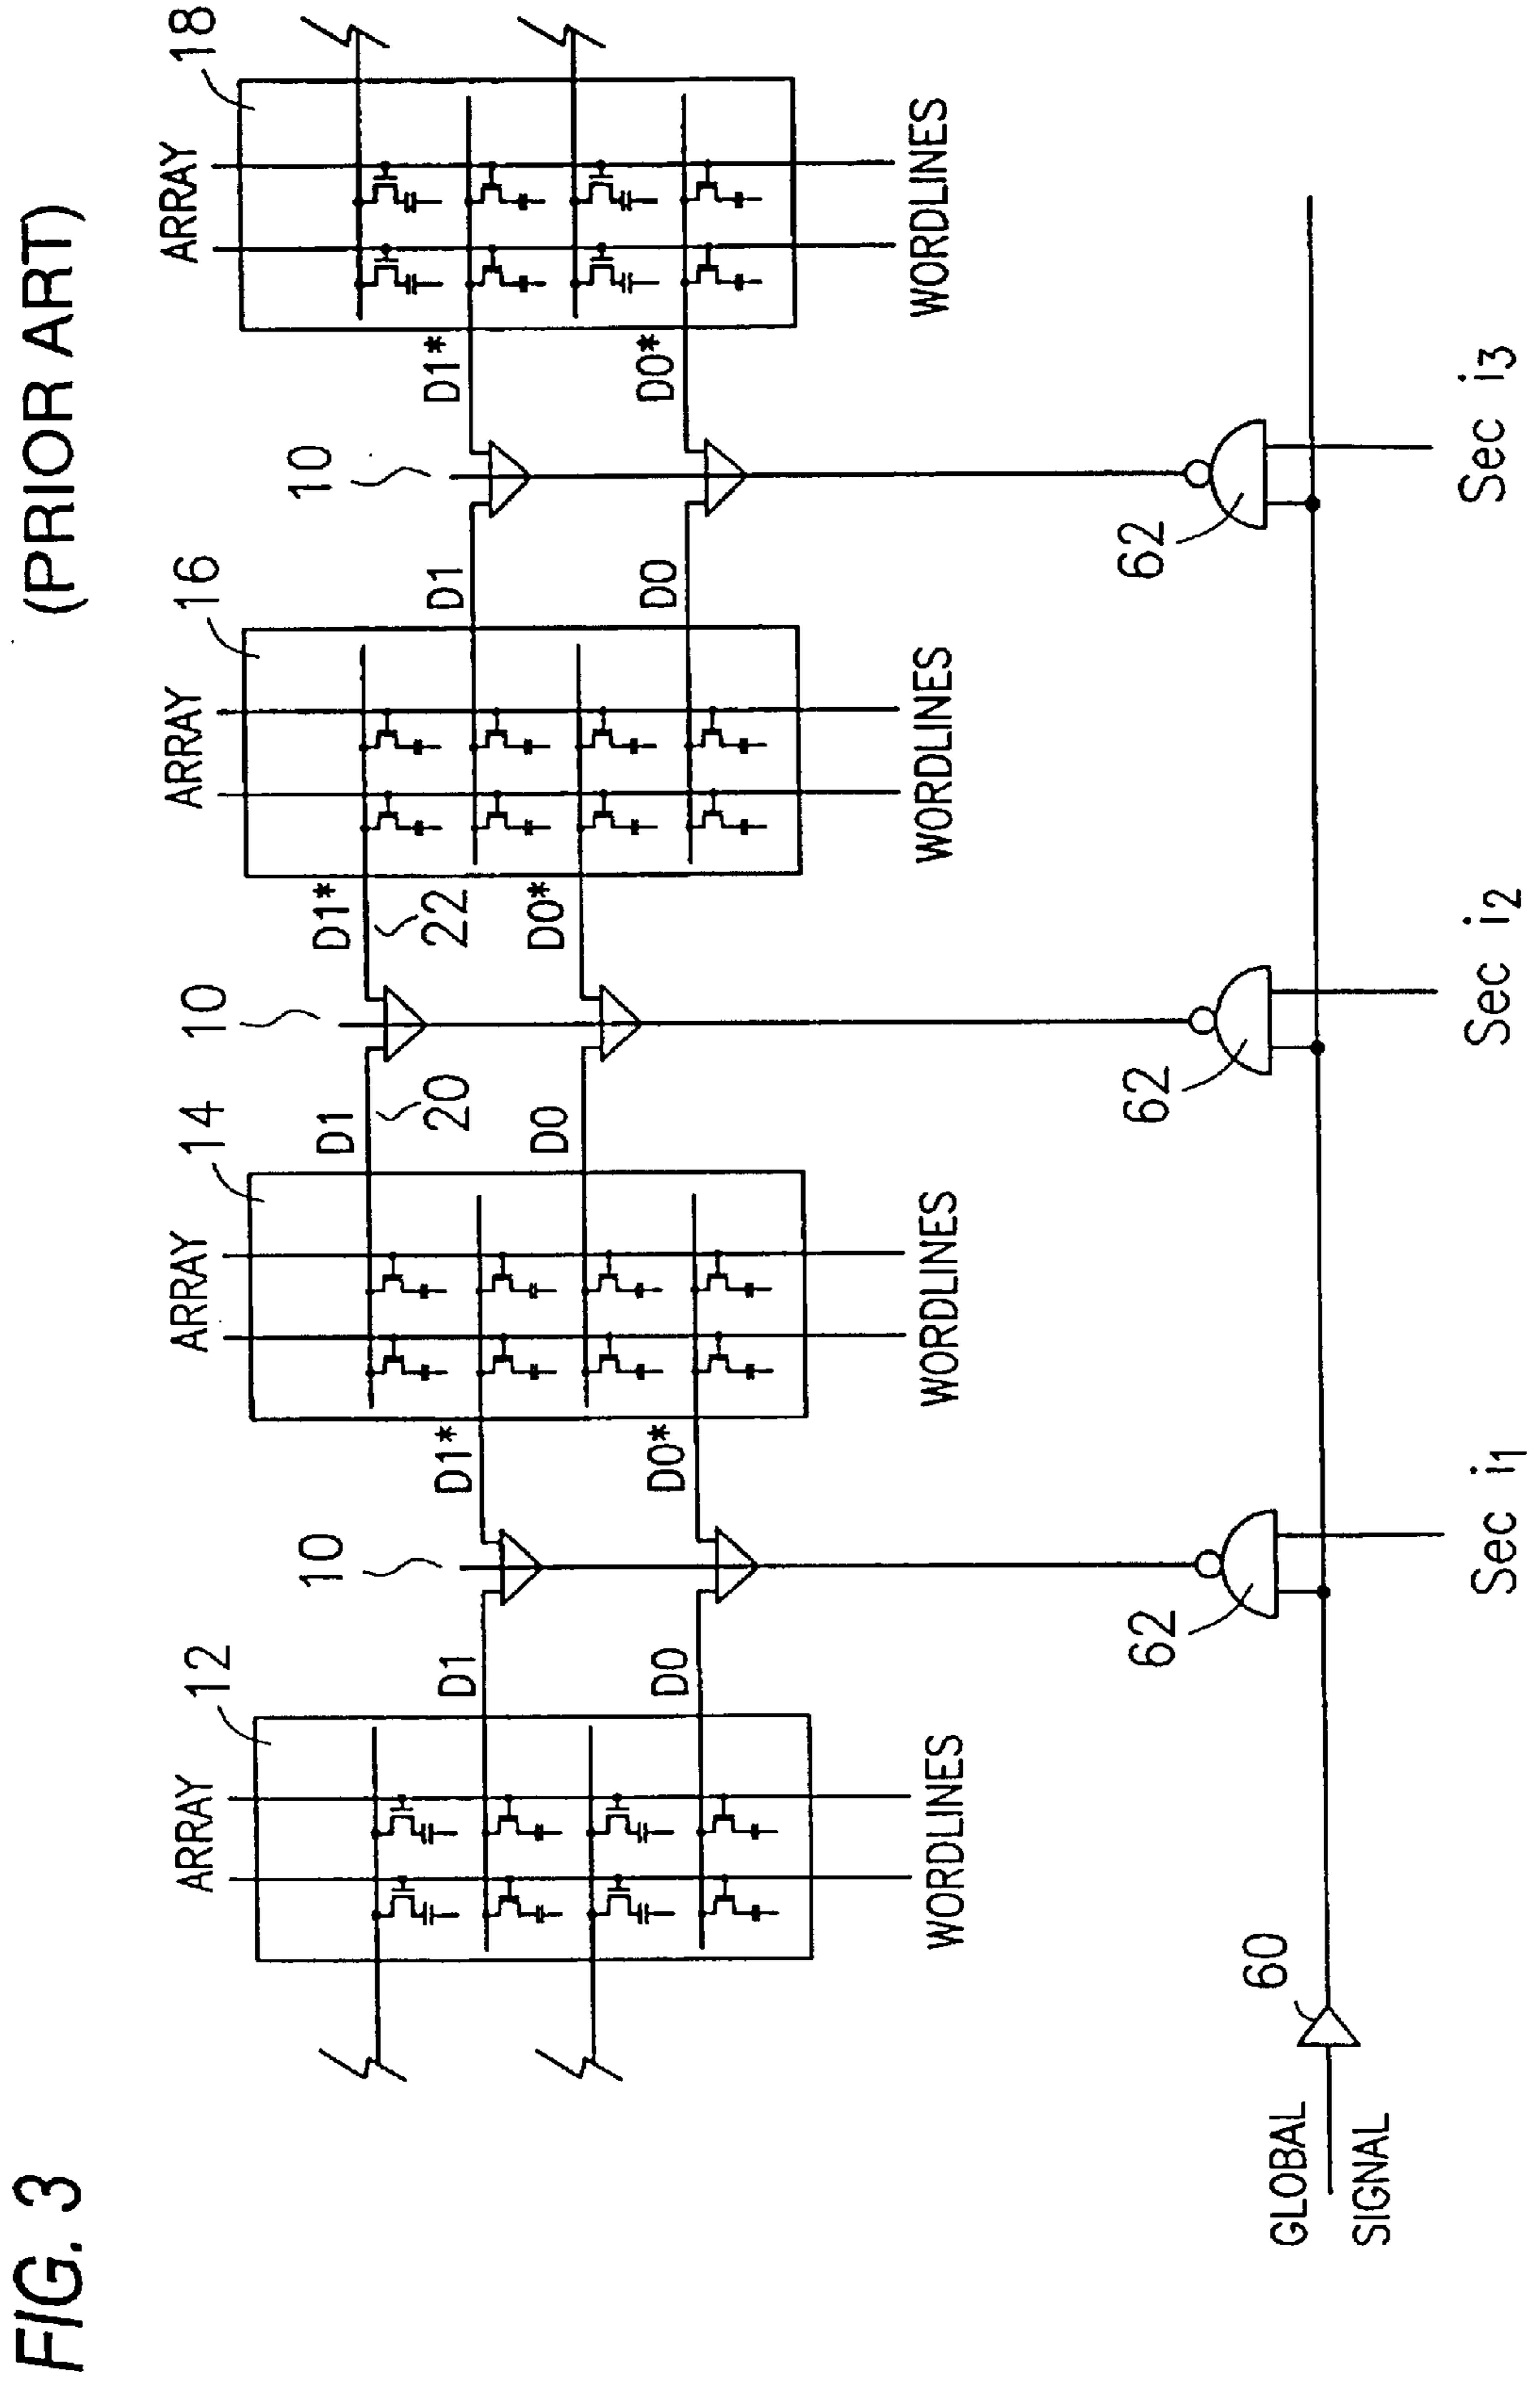 FIG. 3
(PRIOR ART)
ARRAY
12
ARRAY
14
ARRAY
16
ARRAY
18
10
10
10
D1
D1*
D1
20
D1*
22
D1
D1*
D0
D0*
D0
D0*
D0
D0*
WORDLINES
WORDLINES
WORDLINES
WORDLINES
62
62
62
GLOBAL
SIGNAL
60
Sec i1
Sec i2
Sec i3